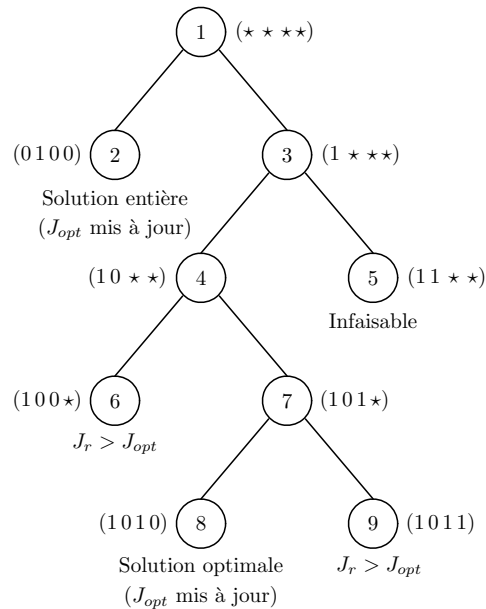 1 (⋆ ⋆ ⋆⋆)
(0 1 0 0) 2 3 (1 ⋆ ⋆⋆)
Solution entière
(J_opt mis à jour)
(1 0 ⋆ ⋆) 4 5 (1 1 ⋆ ⋆)
Infaisable
(1 0 0 ⋆) 6 7 (1 0 1 ⋆)
J_r > J_opt
(1 0 1 0) 8 9 (1 0 1 1)
Solution optimale J_r > J_opt
(J_opt mis à jour)